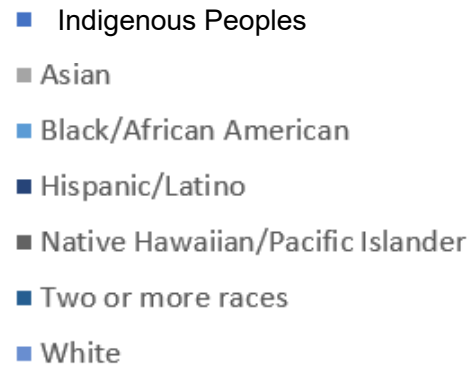 Indigenous Peoples
Asian
Black/African American
Hispanic/Latino
Native Hawaiian/Pacific Islander
Two or more races
White